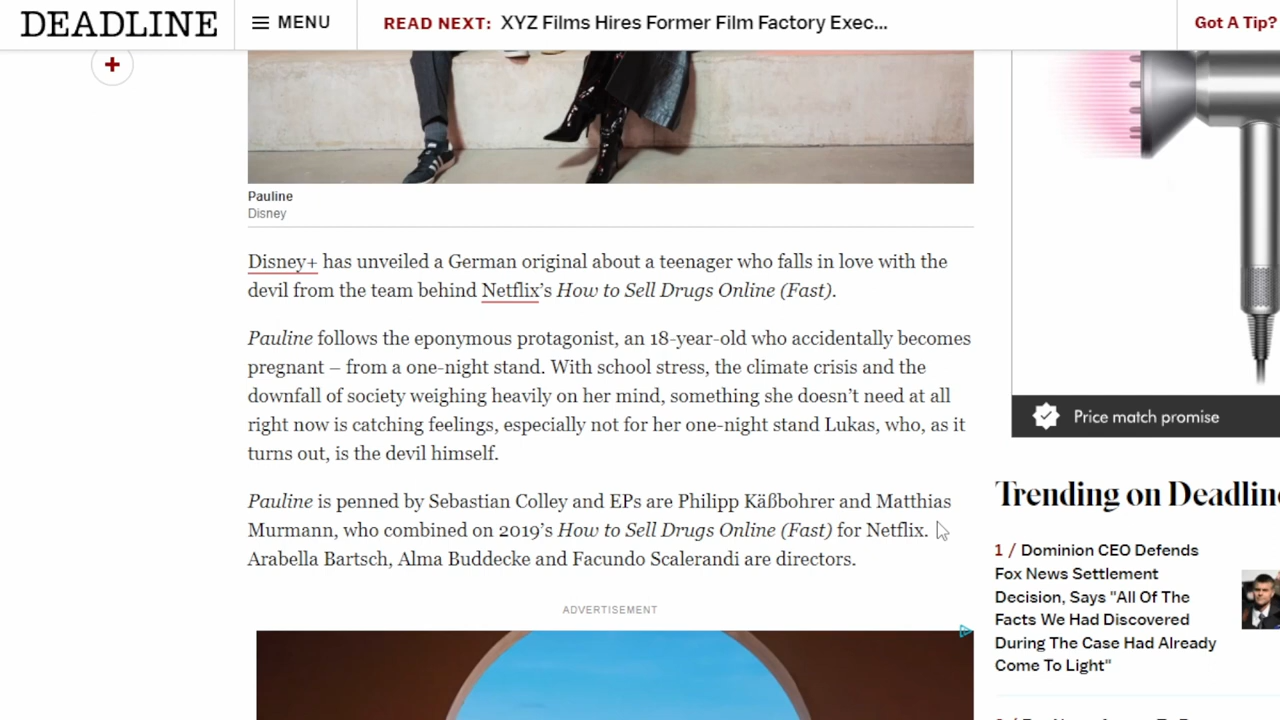 DEADLINE
MENU
READ NEXT: XYZ Films Hires Former Film Factory Exec...
Got A Tip?
Pauline
Disney
Disney+ has unveiled a German original about a teenager who falls in love with the
devil from the team behind Netflix's How to Sell Drugs Online (Fast).
Pauline follows the eponymous protagonist, an 18-year-old who accidentally becomes
pregnant – from a one-night stand. With school stress, the climate crisis and the
downfall of society weighing heavily on her mind, something she doesn't need at all
right now is catching feelings, especially not for her one-night stand Lukas, who, as it
turns out, is the devil himself.
Pauline is penned by Sebastian Colley and EPs are Philipp Käßbohrer and Matthias
Murmann, who combined on 2019's How to Sell Drugs Online (Fast) for Netflix.
Arabella Bartsch, Alma Buddecke and Facundo Scalerandi are directors.
ADVERTISEMENT
Price match promise
Trending on Deadlin
1 / Dominion CEO Defends
Fox News Settlement
Decision, Says "All Of The
Facts We Had Discovered
During The Case Had Already
Come To Light"